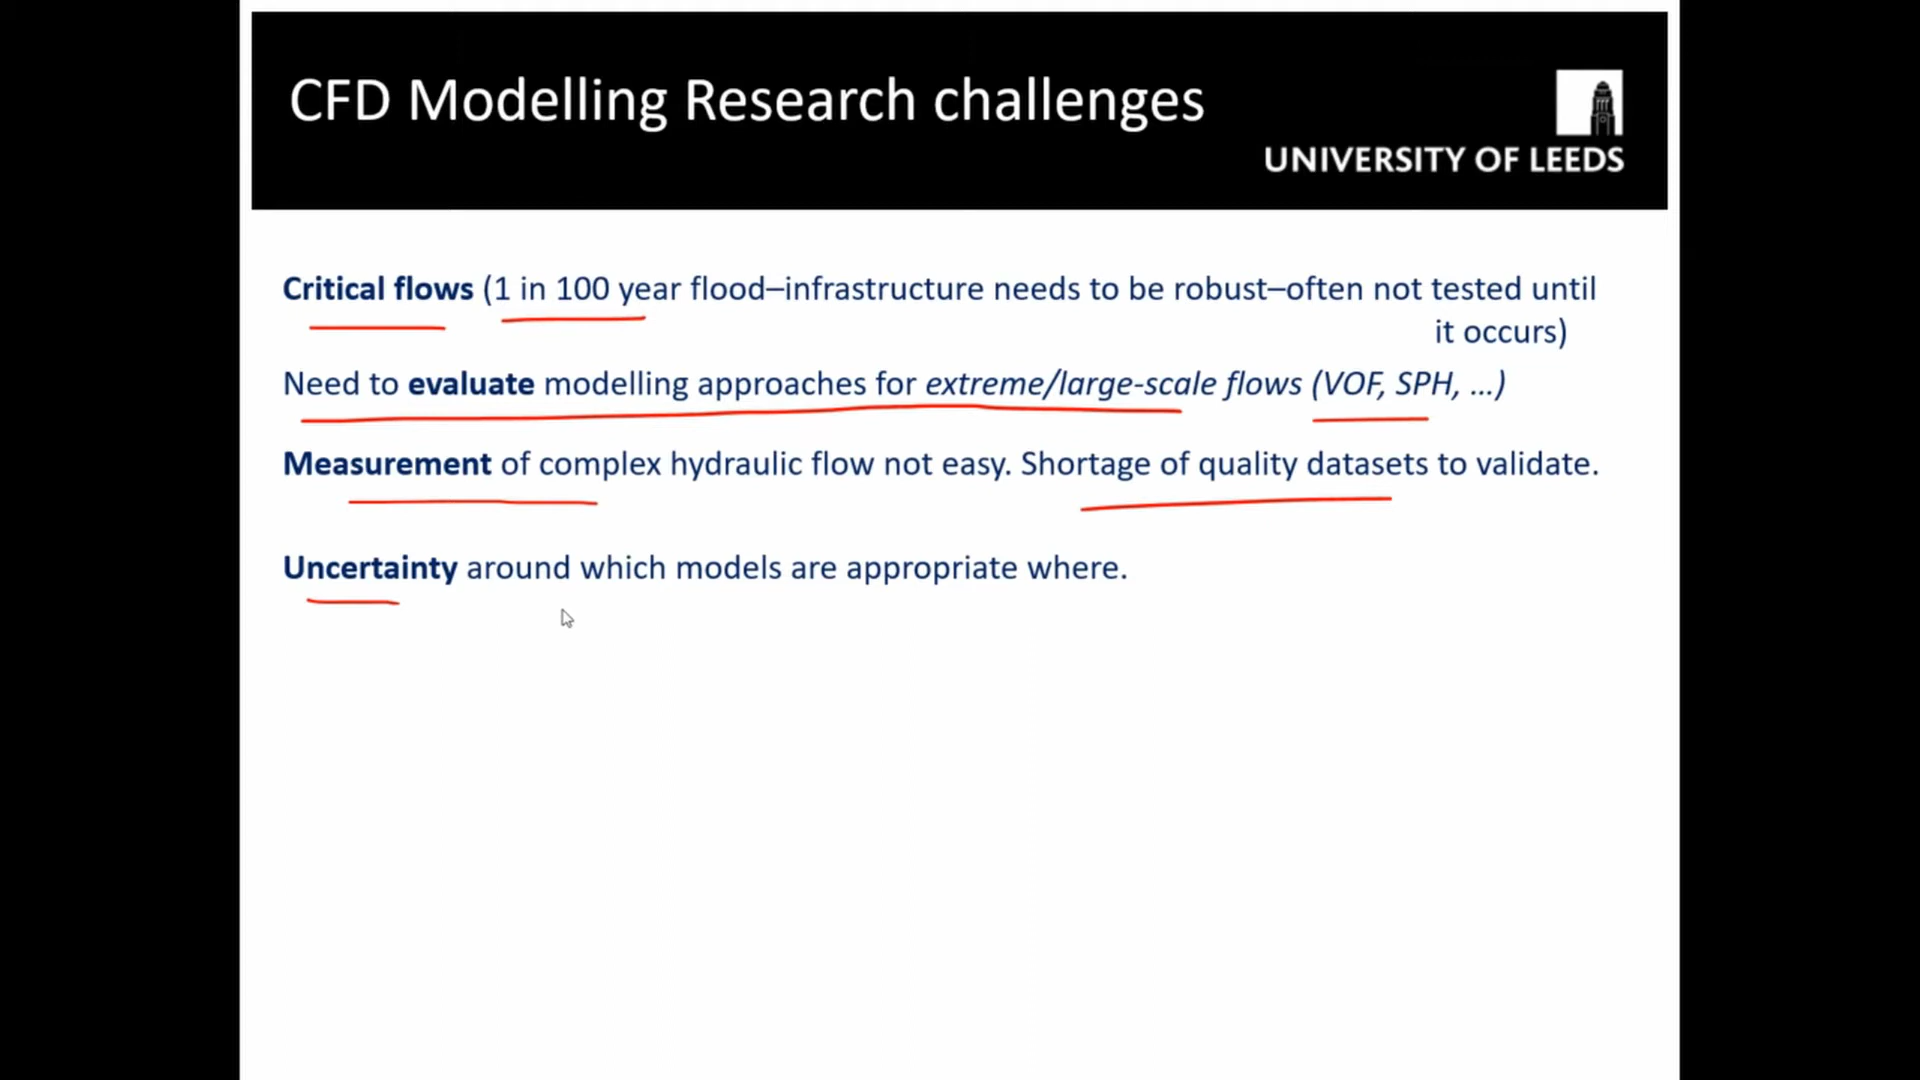 CFD Modelling Research challenges
UNIVERSITY OF LEEDS
Critical flows (1 in 100 year flood–infrastructure needs to be robust–often not tested until
it occurs)
Need to evaluate modelling approaches for extreme/large-scale flows (VOF, SPH, ...)
Measurement of complex hydraulic flow not easy. Shortage of quality datasets to validate.
Uncertainty around which models are appropriate where.